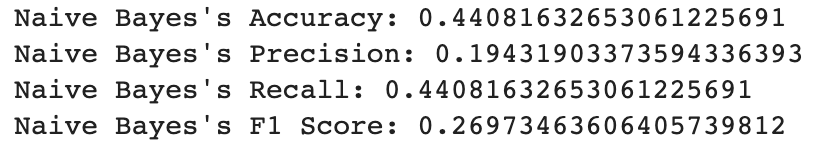 Naive Bayes's Accuracy: 0.44081632653061225691
Naive Bayes's Precision: 0.19431903373594336393
Naive Bayes's Recall: 0.44081632653061225691
Naive Bayes's F1 Score: 0.26973463606405739812